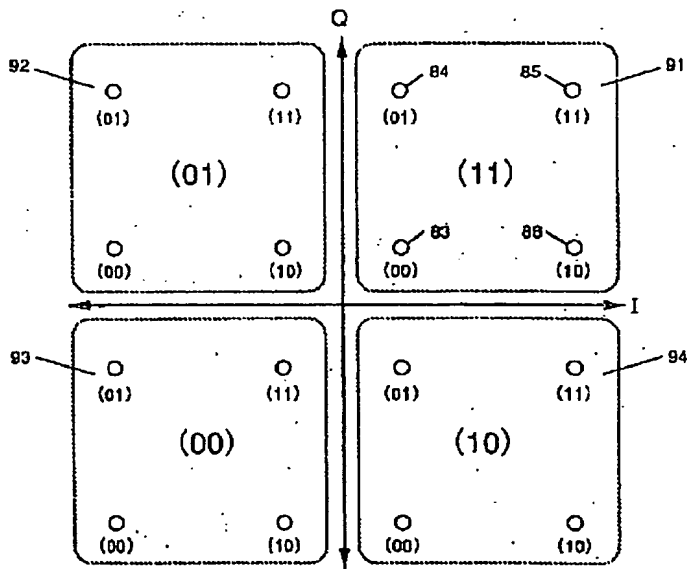 Q
92 84 85 91
(01) (11) (01) (11)
(01) (11)
83 86
(00) (10) (00) (10)
I
93 94
(01) (11) (01) (11)
(00) (10)
(00) (10) (00) (10)